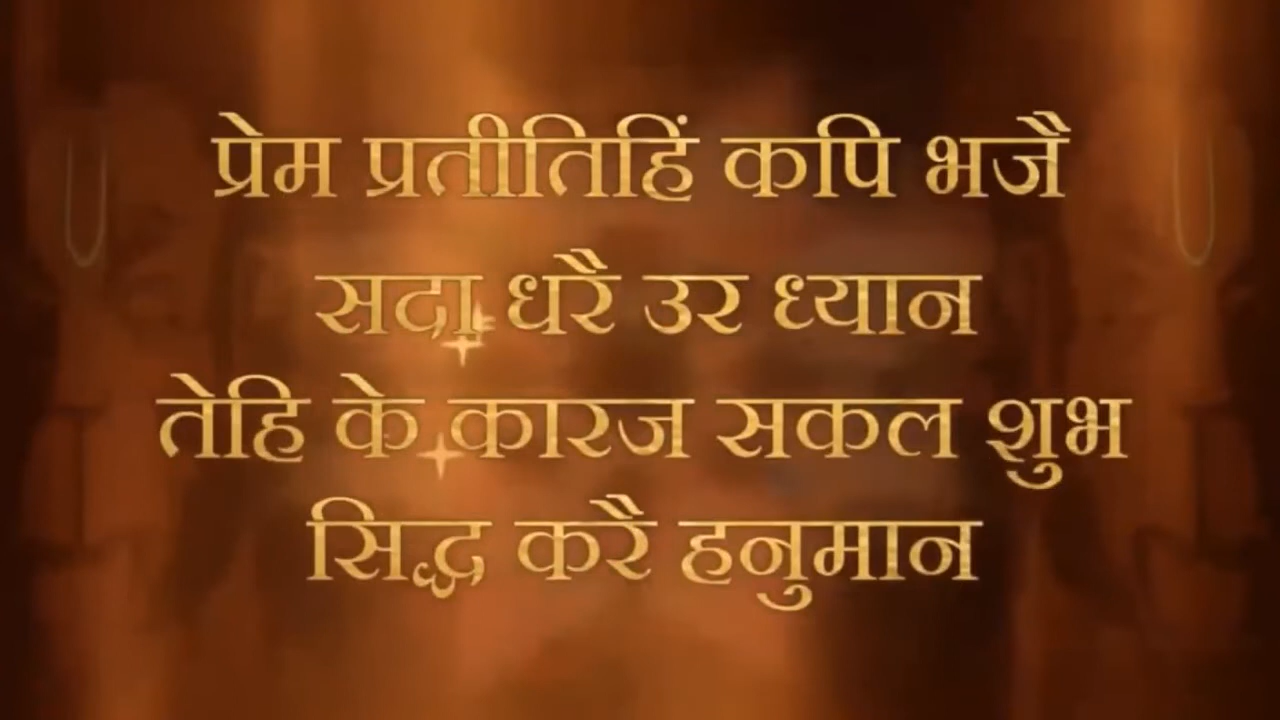 प्रेम प्रतीतिहिं कपि भजै
सदा धरै उर ध्यान
तेहि के कारज सकल शुभ
सिद्ध करै हनुमान